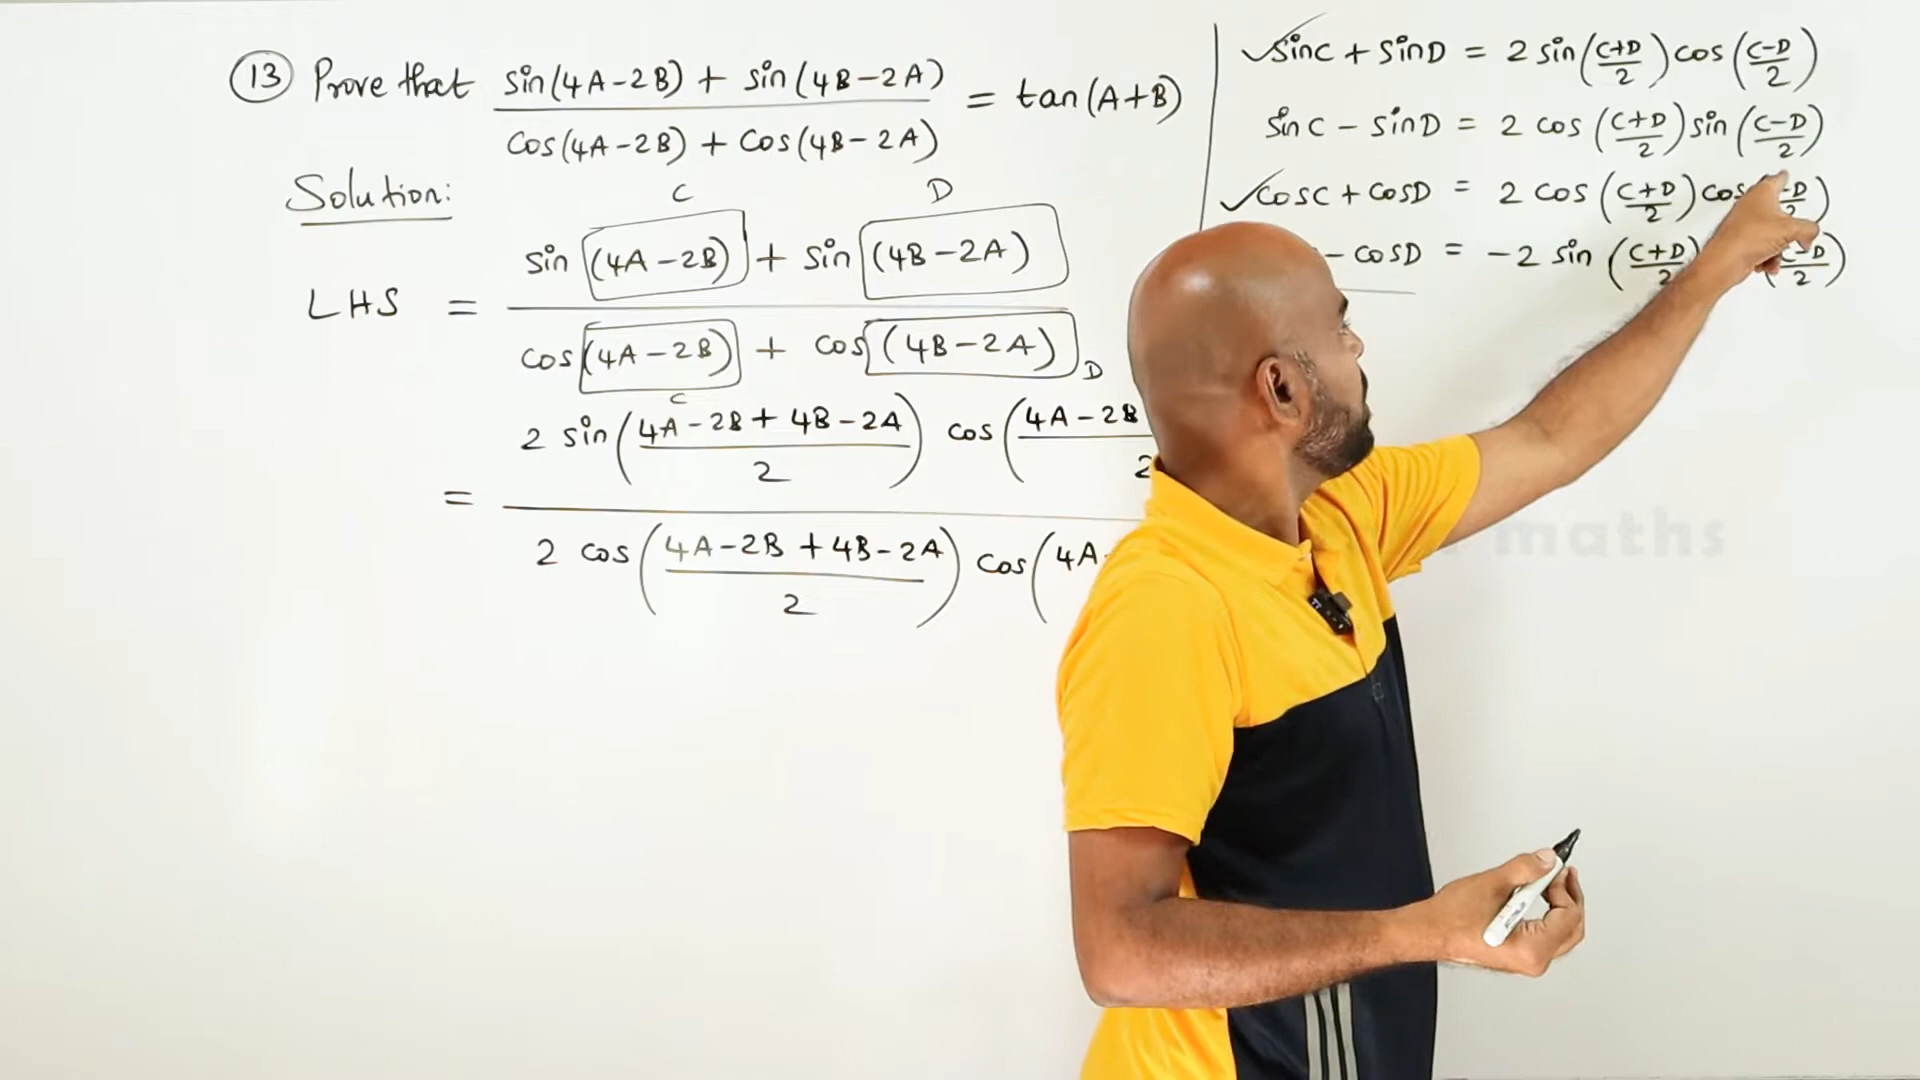 (13) Prove that sin(4A-2B) + sin(4B-2A) / cos(4A-2B) + cos(4B-2A) = tan(A+B)
Solution:
C D
LHS = sin (4A-2B) + sin (4B-2A) / cos (4A-2B) + cos (4B-2A)
C D
= 2 sin (4A-2B + 4B-2A / 2) cos (4A-2B / 2 cos (4A-2B + 4B-2A / 2) cos (4A-
✓ sinC + sinD = 2 sin (C+D / 2) cos (C-D / 2)
sinC - sinD = 2 cos (C+D / 2) sin (C-D / 2)
✓ cosC + cosD = 2 cos (C+D / 2) cos -D / 2)
- cosD = -2 sin (C+D / 2 (C-D / 2)
maths